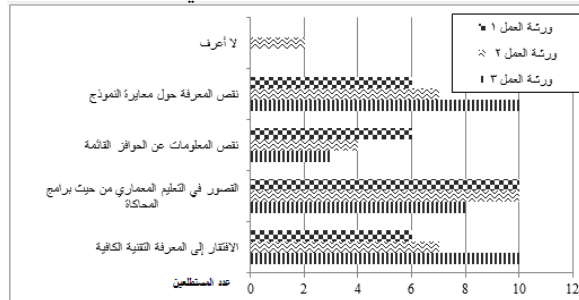 ورشة العمل ١
ورشة العمل ٢
ورشة العمل ٣
لا أعرف
نقص المعرفة حول معايرة النموذج
نقص المعلومات عن الحوافز القائمة
القصور في التعليم المعماري من حيث برامج
المحاكاة
الافتقار إلى المعرفة التقنية الكافية
عدد المستطلعين
0 2 4 6 8 10 12